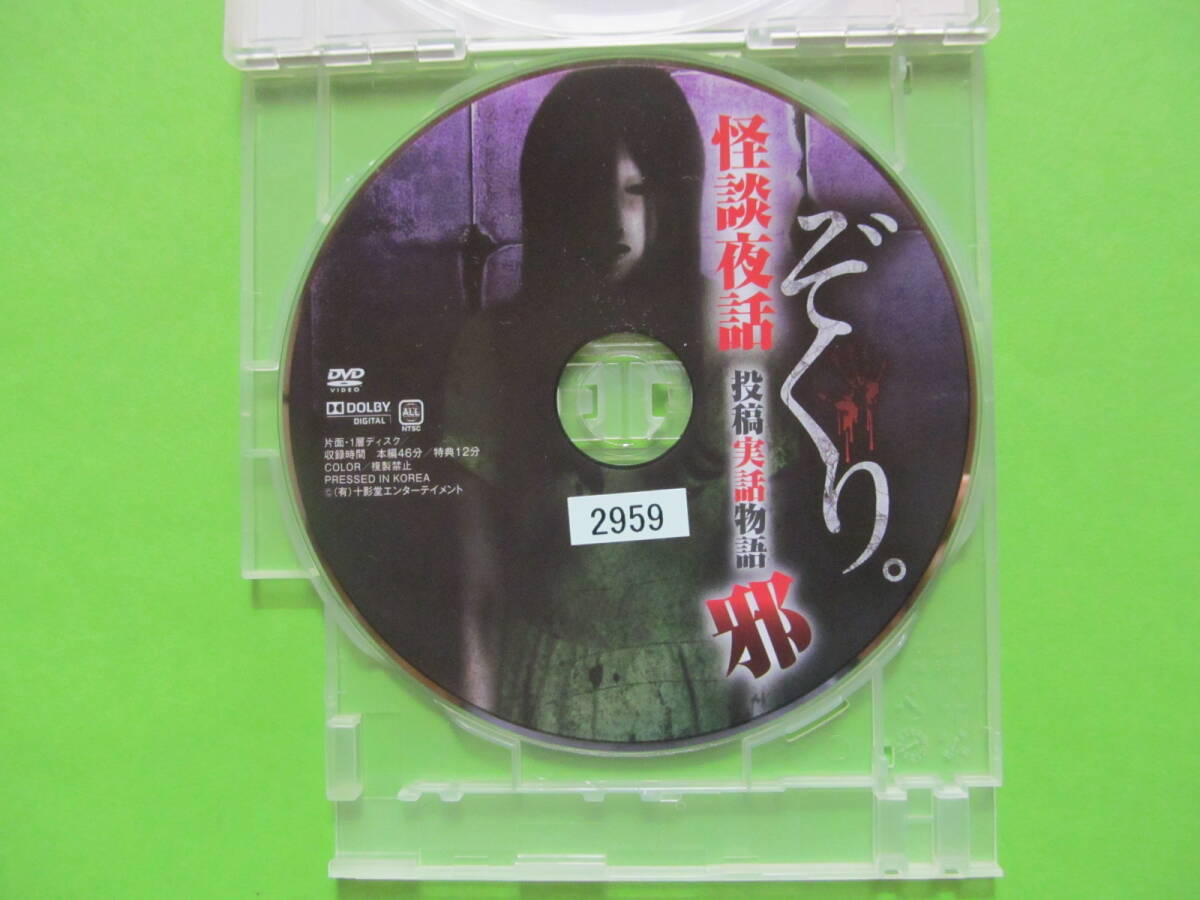 ぞくり。
怪談夜話
投稿実話物語
邪
DVD
VIDEO
DOLBY
DIGITAL
ALL
NTSC
片面・1層ディスク
収録時間 本編46分／特典12分
COLOR／複製禁止
PRESSED IN KOREA
©(有)十影堂エンターテイメント
2959